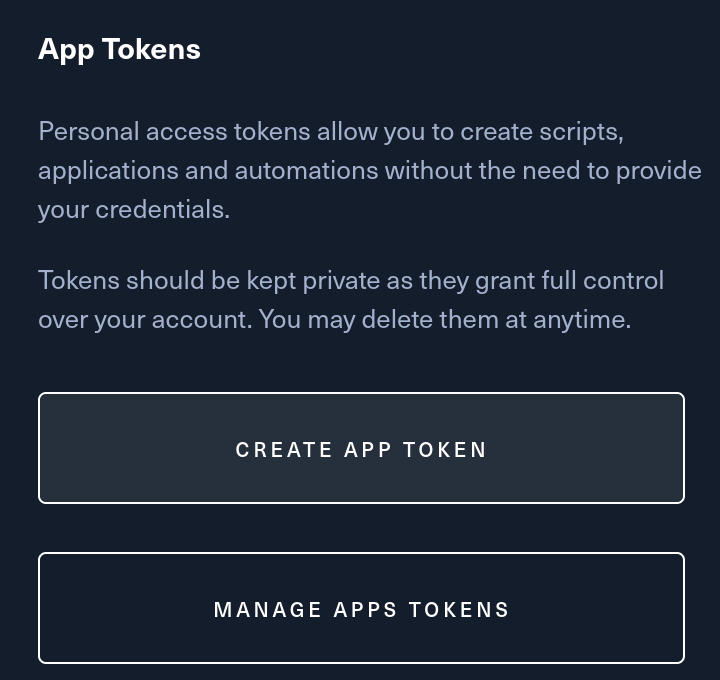 App Tokens
Personal access tokens allow you to create scripts,
applications and automations without the need to provide
your credentials.
Tokens should be kept private as they grant full control
over your account. You may delete them at anytime.
CREATE APP TOKEN
MANAGE APPS TOKENS